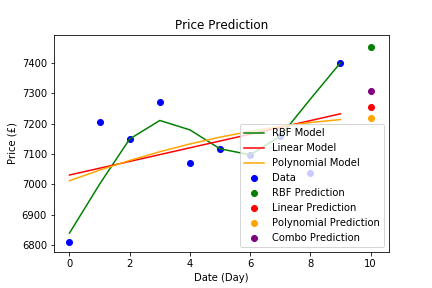 Price Prediction
Price (£)
7400
7300
7200
7100
7000
6900
6800
0
2
4
6
8
10
Date (Day)
RBF Model
Linear Model
Polynomial Model
Data
RBF Prediction
Linear Prediction
Polynomial Prediction
Combo Prediction